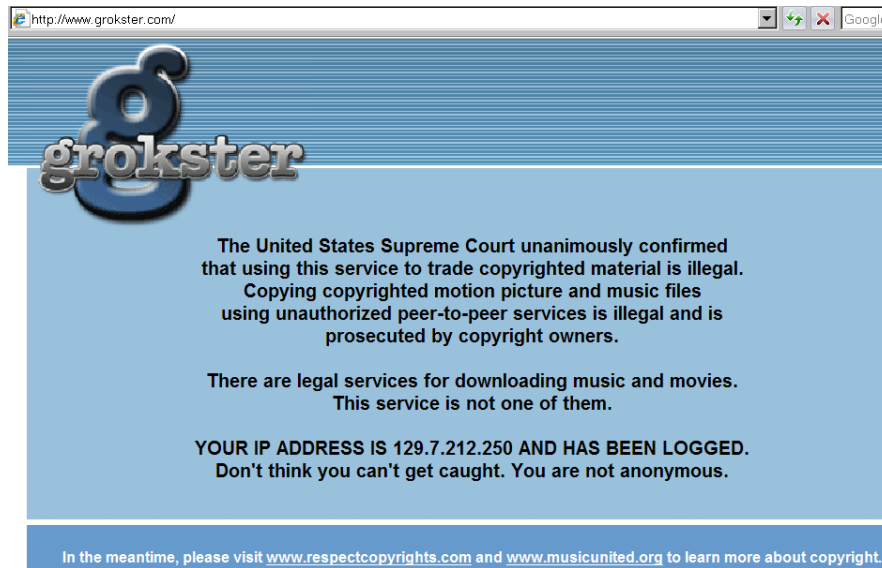 http://www.grokster.com/
Google
g
grokster
The United States Supreme Court unanimously confirmed
that using this service to trade copyrighted material is illegal.
Copying copyrighted motion picture and music files
using unauthorized peer-to-peer services is illegal and is
prosecuted by copyright owners.
There are legal services for downloading music and movies.
This service is not one of them.
YOUR IP ADDRESS IS 129.7.212.250 AND HAS BEEN LOGGED.
Don't think you can't get caught. You are not anonymous.
In the meantime, please visit www.respectcopyrights.com and www.musicunited.org to learn more about copyright.